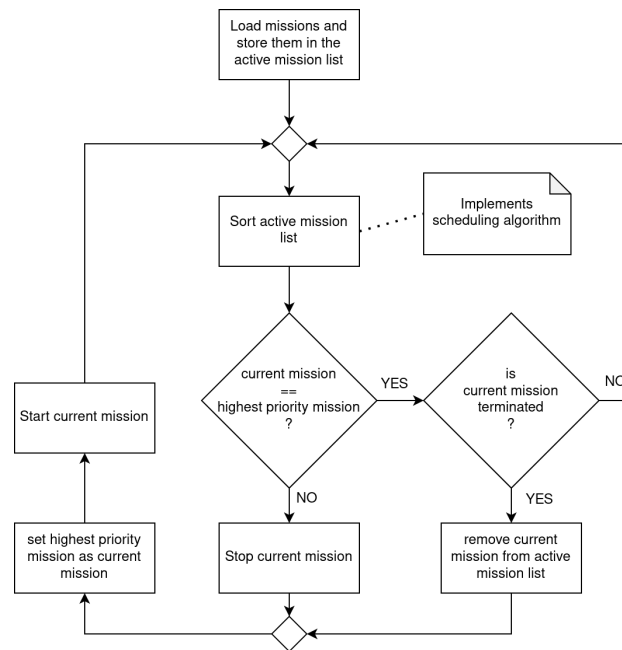 Load missions and
store them in the
active mission list
Sort active mission
list
Implements
scheduling algorithm
current mission
==
highest priority mission
?
YES
is
current mission
terminated
?
NO
Start current mission
NO
YES
set highest priority
mission as current
mission
Stop current mission
remove current
mission from active
mission list